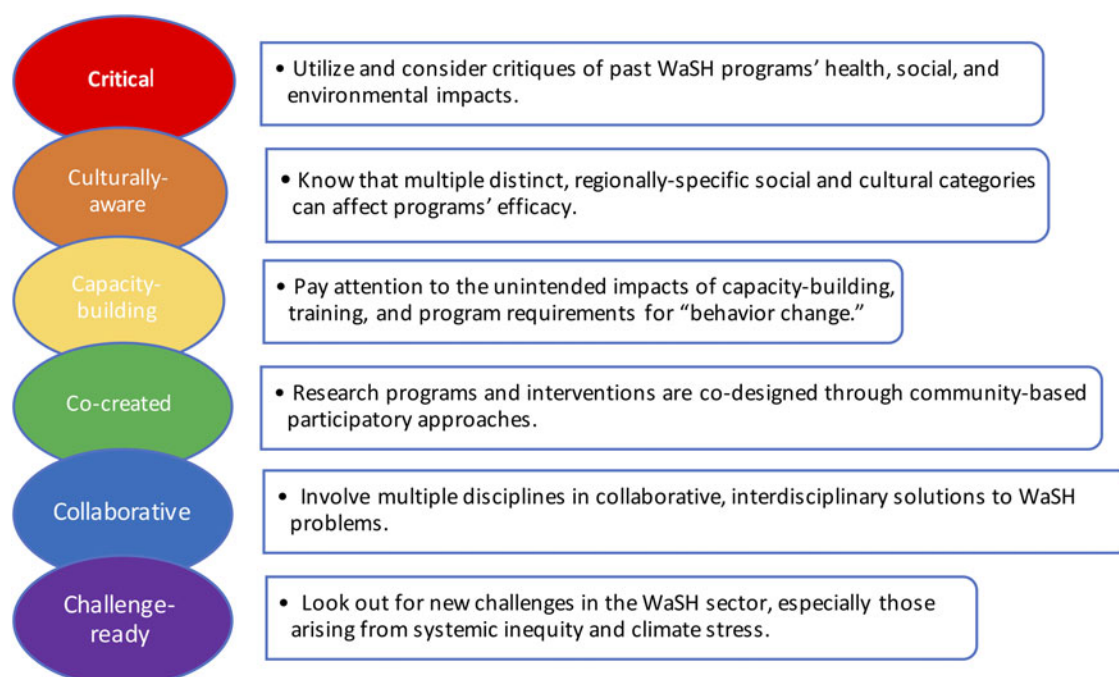 Critical
• Utilize and consider critiques of past WaSH programs’ health, social, and
environmental impacts.
Culturally-
aware
• Know that multiple distinct, regionally-specific social and cultural categories
can affect programs’ efficacy.
Capacity-
building
• Pay attention to the unintended impacts of capacity-building,
training, and program requirements for “behavior change.”
Co-created
• Research programs and interventions are co-designed through community-based
participatory approaches.
Collaborative
• Involve multiple disciplines in collaborative, interdisciplinary solutions to WaSH
problems.
Challenge-
ready
• Look out for new challenges in the WaSH sector, especially those
arising from systemic inequity and climate stress.